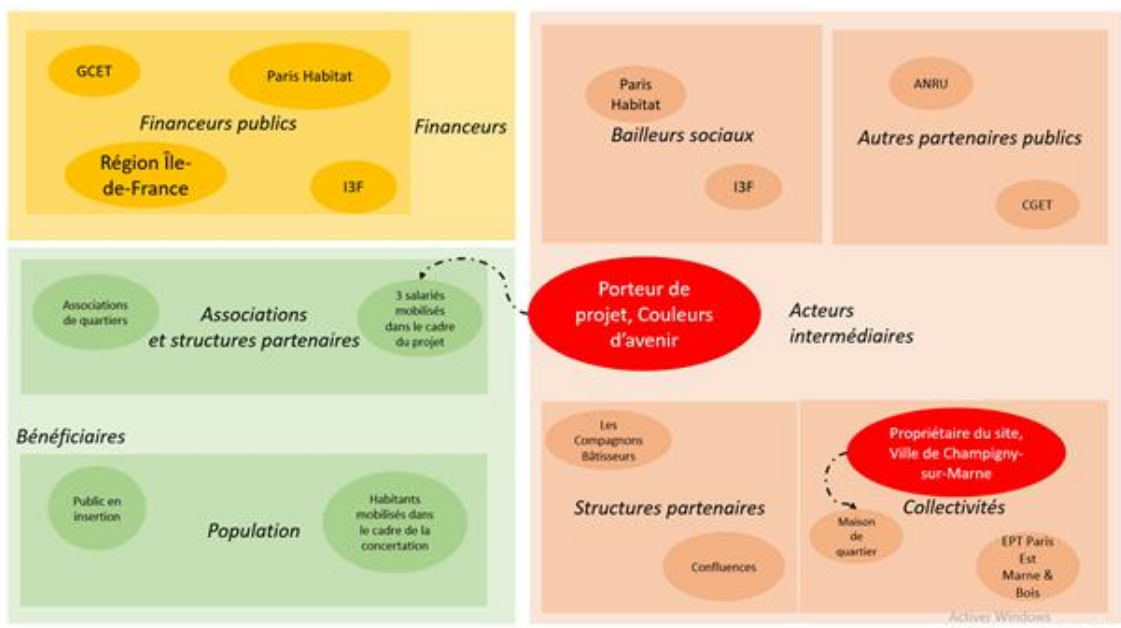 GCET
Paris Habitat
Financeurs publics
Financeurs
Région Île-
de-France
I3F
Paris
Habitat
Bailleurs sociaux
I3F
ANRU
Autres partenaires publics
CGET
Associations
de quartiers
Associations
et structures partenaires
3 salariés
mobilisés
dans le cadre
du projet
Porteur de
projet, Couleurs
d'avenir
Acteurs
intermédiaires
Bénéficiaires
Public en
insertion
Population
Habitants
mobilisés dans
le cadre de la
concertation
Les
Compagnons
Bâtisseurs
Structures partenaires
Confluences
Propriétaire du site,
Ville de Champigny-
sur-Marne
Collectivités
Maison
de
quartier
EPT Paris
Est
Marne &
Bois
Activer Windows